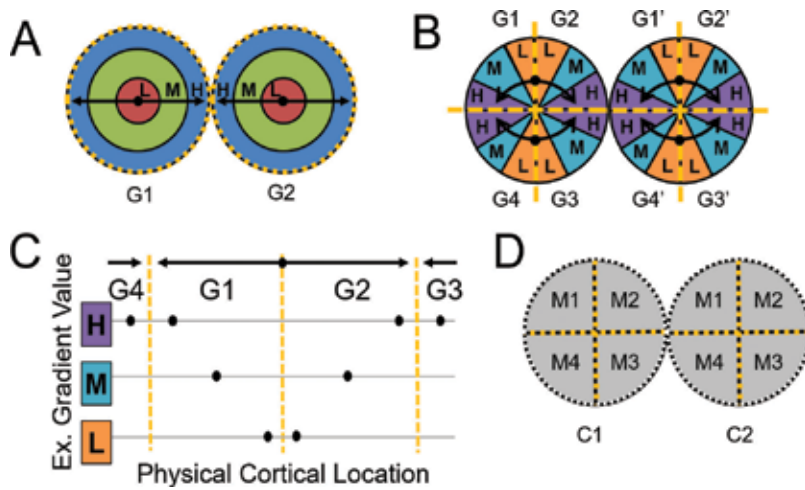 A
L M H H M L
G1 G2
B
G1 G2 G1' G2'
L L L L
M M M M
H H H H
H H H H
M M M M
L L L L
G4 G3 G4' G3'
C
Ex. Gradient Value
G4 G1 G2 G3
H
M
L
Physical Cortical Location
D
M1 M2 M1 M2
M4 M3 M4 M3
C1 C2